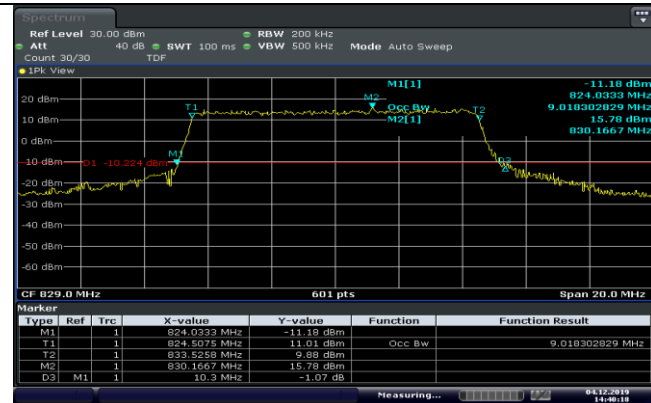 Spectrum
Ref Level 30.00 dBm RBW 200 kHz
Att 40 dB SWT 100 ms VBW 500 kHz Mode Auto Sweep
Count 30/30 TDF
1Pk View
M1[1] -11.18 dBm
824.0333 MHz
20 dBm
T1 M2 Occ Bw T2 9.018302829 MHz
10 dBm
M2[1] 15.78 dBm
830.1667 MHz
0 dBm
M1
-10 dBm D1 -10.224 dBm D3
-20 dBm
-30 dBm
-40 dBm
-50 dBm
-60 dBm
CF 829.0 MHz 601 pts Span 20.0 MHz
Marker
Type Ref Trc X-value Y-value Function Function Result
M1 1 824.0333 MHz -11.18 dBm
T1 1 824.5075 MHz 11.01 dBm Occ Bw 9.018302829 MHz
T2 1 833.5258 MHz 9.88 dBm
M2 1 830.1667 MHz 15.78 dBm
D3 M1 1 10.3 MHz -1.07 dB
Measuring... 04.12.2019
14:40:18